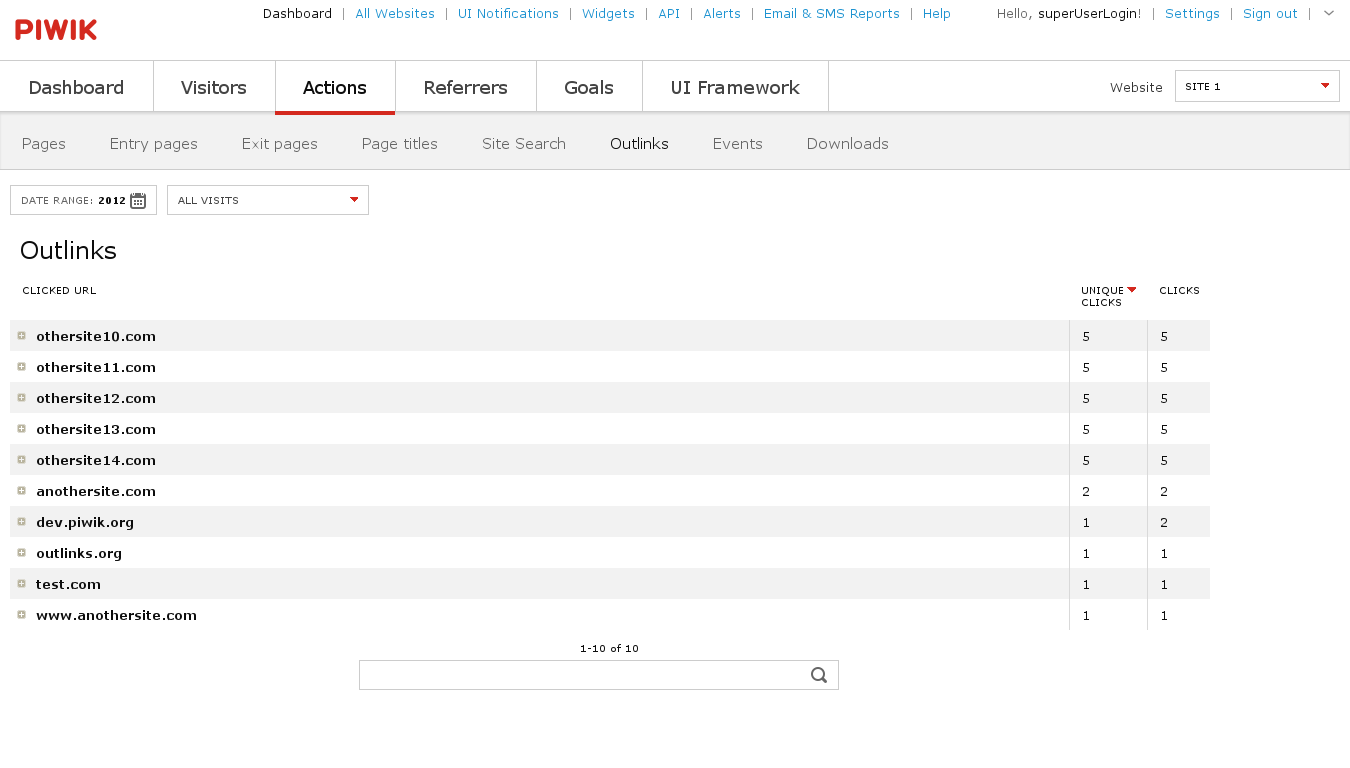 PIWIK
Dashboard | All Websites | UI Notifications | Widgets | API | Alerts | Email & SMS Reports | Help
Hello, superUserLogin! | Settings | Sign out |
Dashboard Visitors Actions Referrers Goals UI Framework
Website SITE 1
Pages Entry pages Exit pages Page titles Site Search Outlinks Events Downloads
DATE RANGE: 2012 ALL VISITS
Outlinks
CLICKED URL UNIQUE CLICKS CLICKS
othersite10.com 5 5
othersite11.com 5 5
othersite12.com 5 5
othersite13.com 5 5
othersite14.com 5 5
anothersite.com 2 2
dev.piwik.org 1 2
outlinks.org 1 1
test.com 1 1
www.anothersite.com 1 1
1-10 of 10